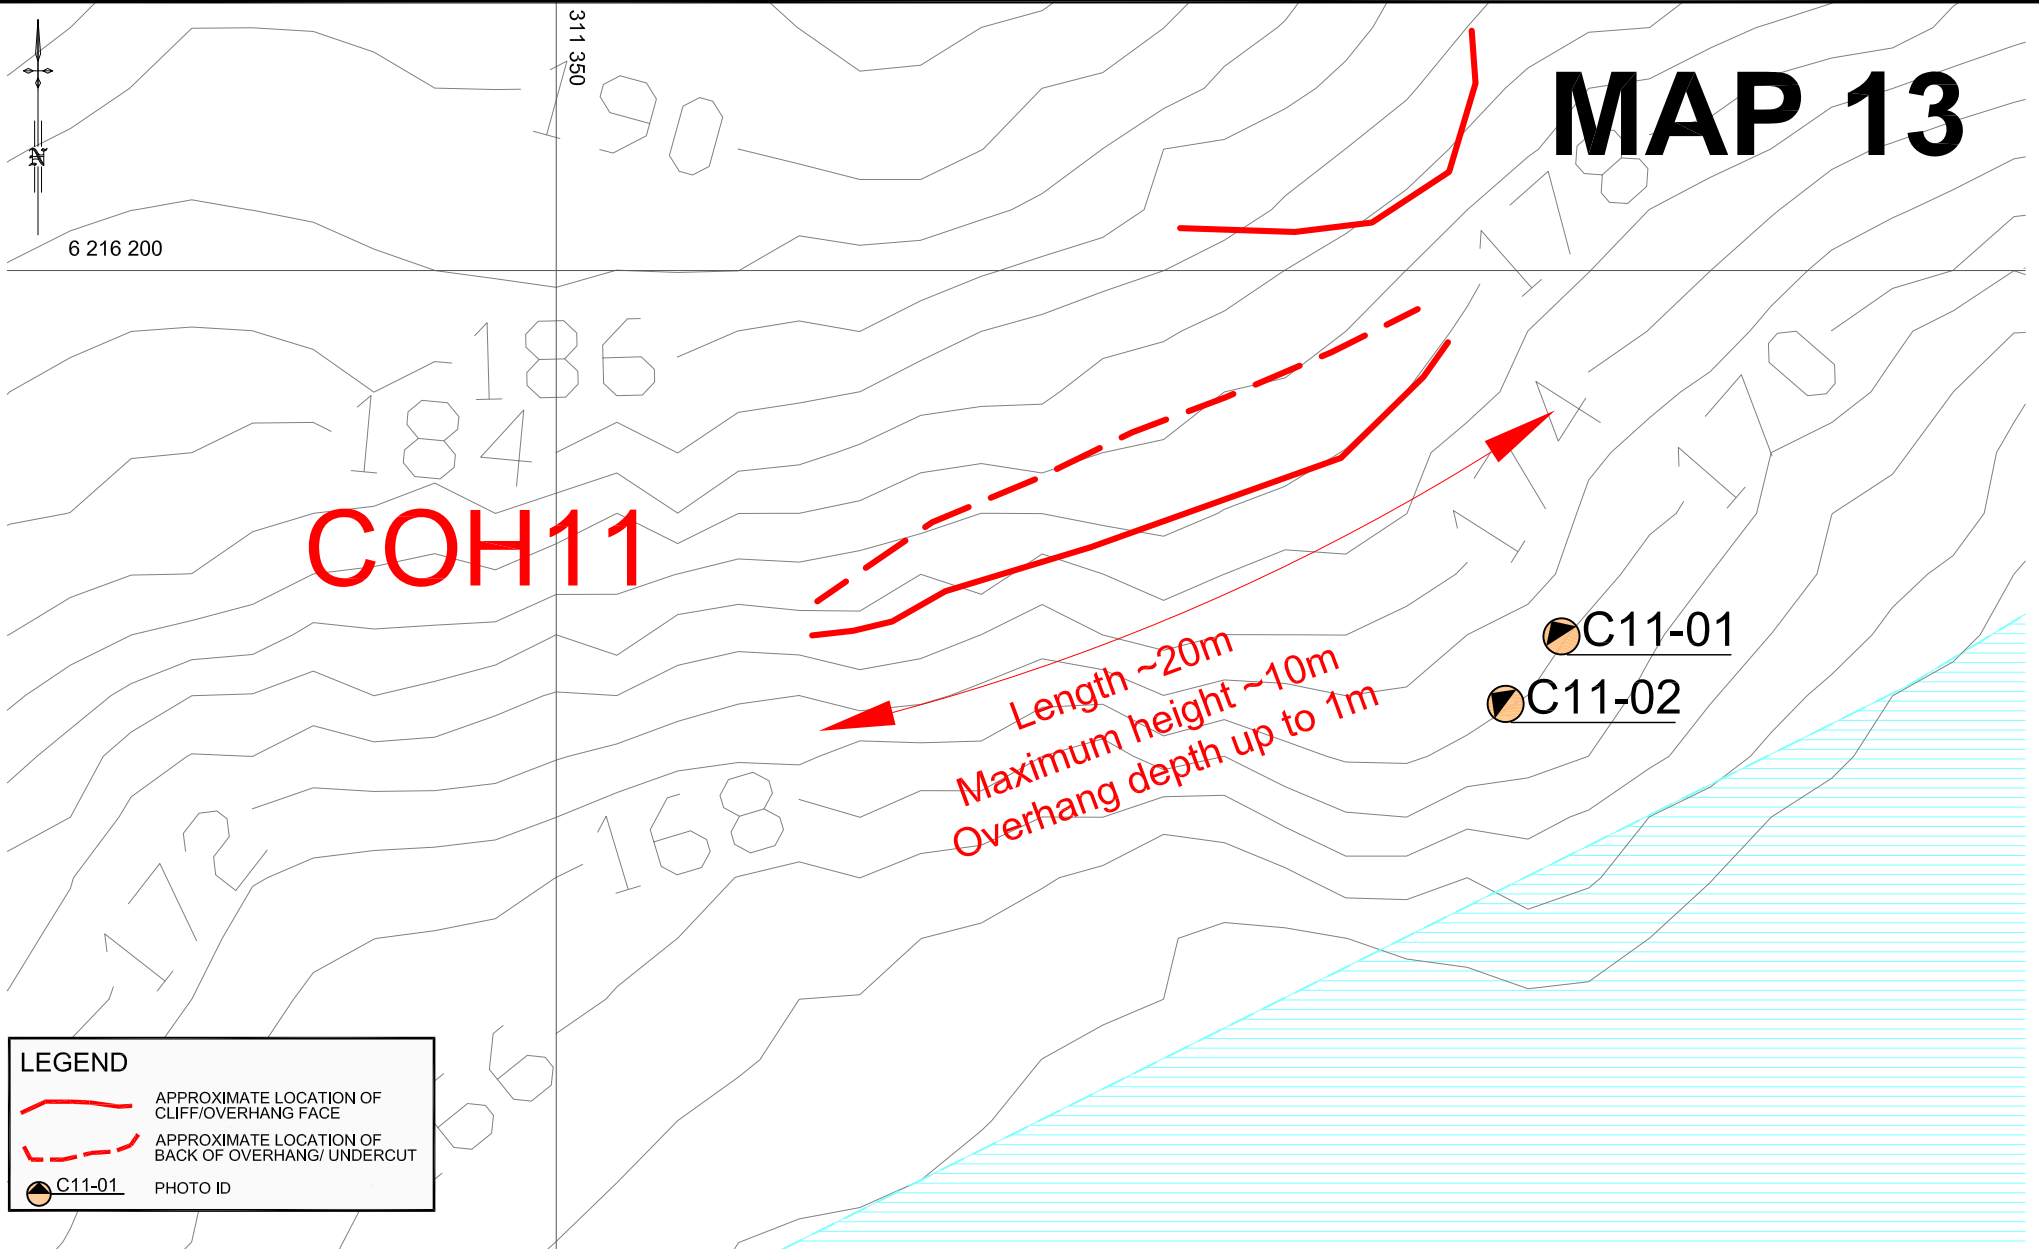 311 350
MAP 13
190
178
6 216 200
186
170
184
174
COH11
C11-01
Length ~20m
C11-02
Maximum height ~10m
Overhang depth up to 1m
168
172
LEGEND
APPROXIMATE LOCATION OF
CLIFF/OVERHANG FACE
APPROXIMATE LOCATION OF
BACK OF OVERHANG/ UNDERCUT
C11-01 PHOTO ID
N